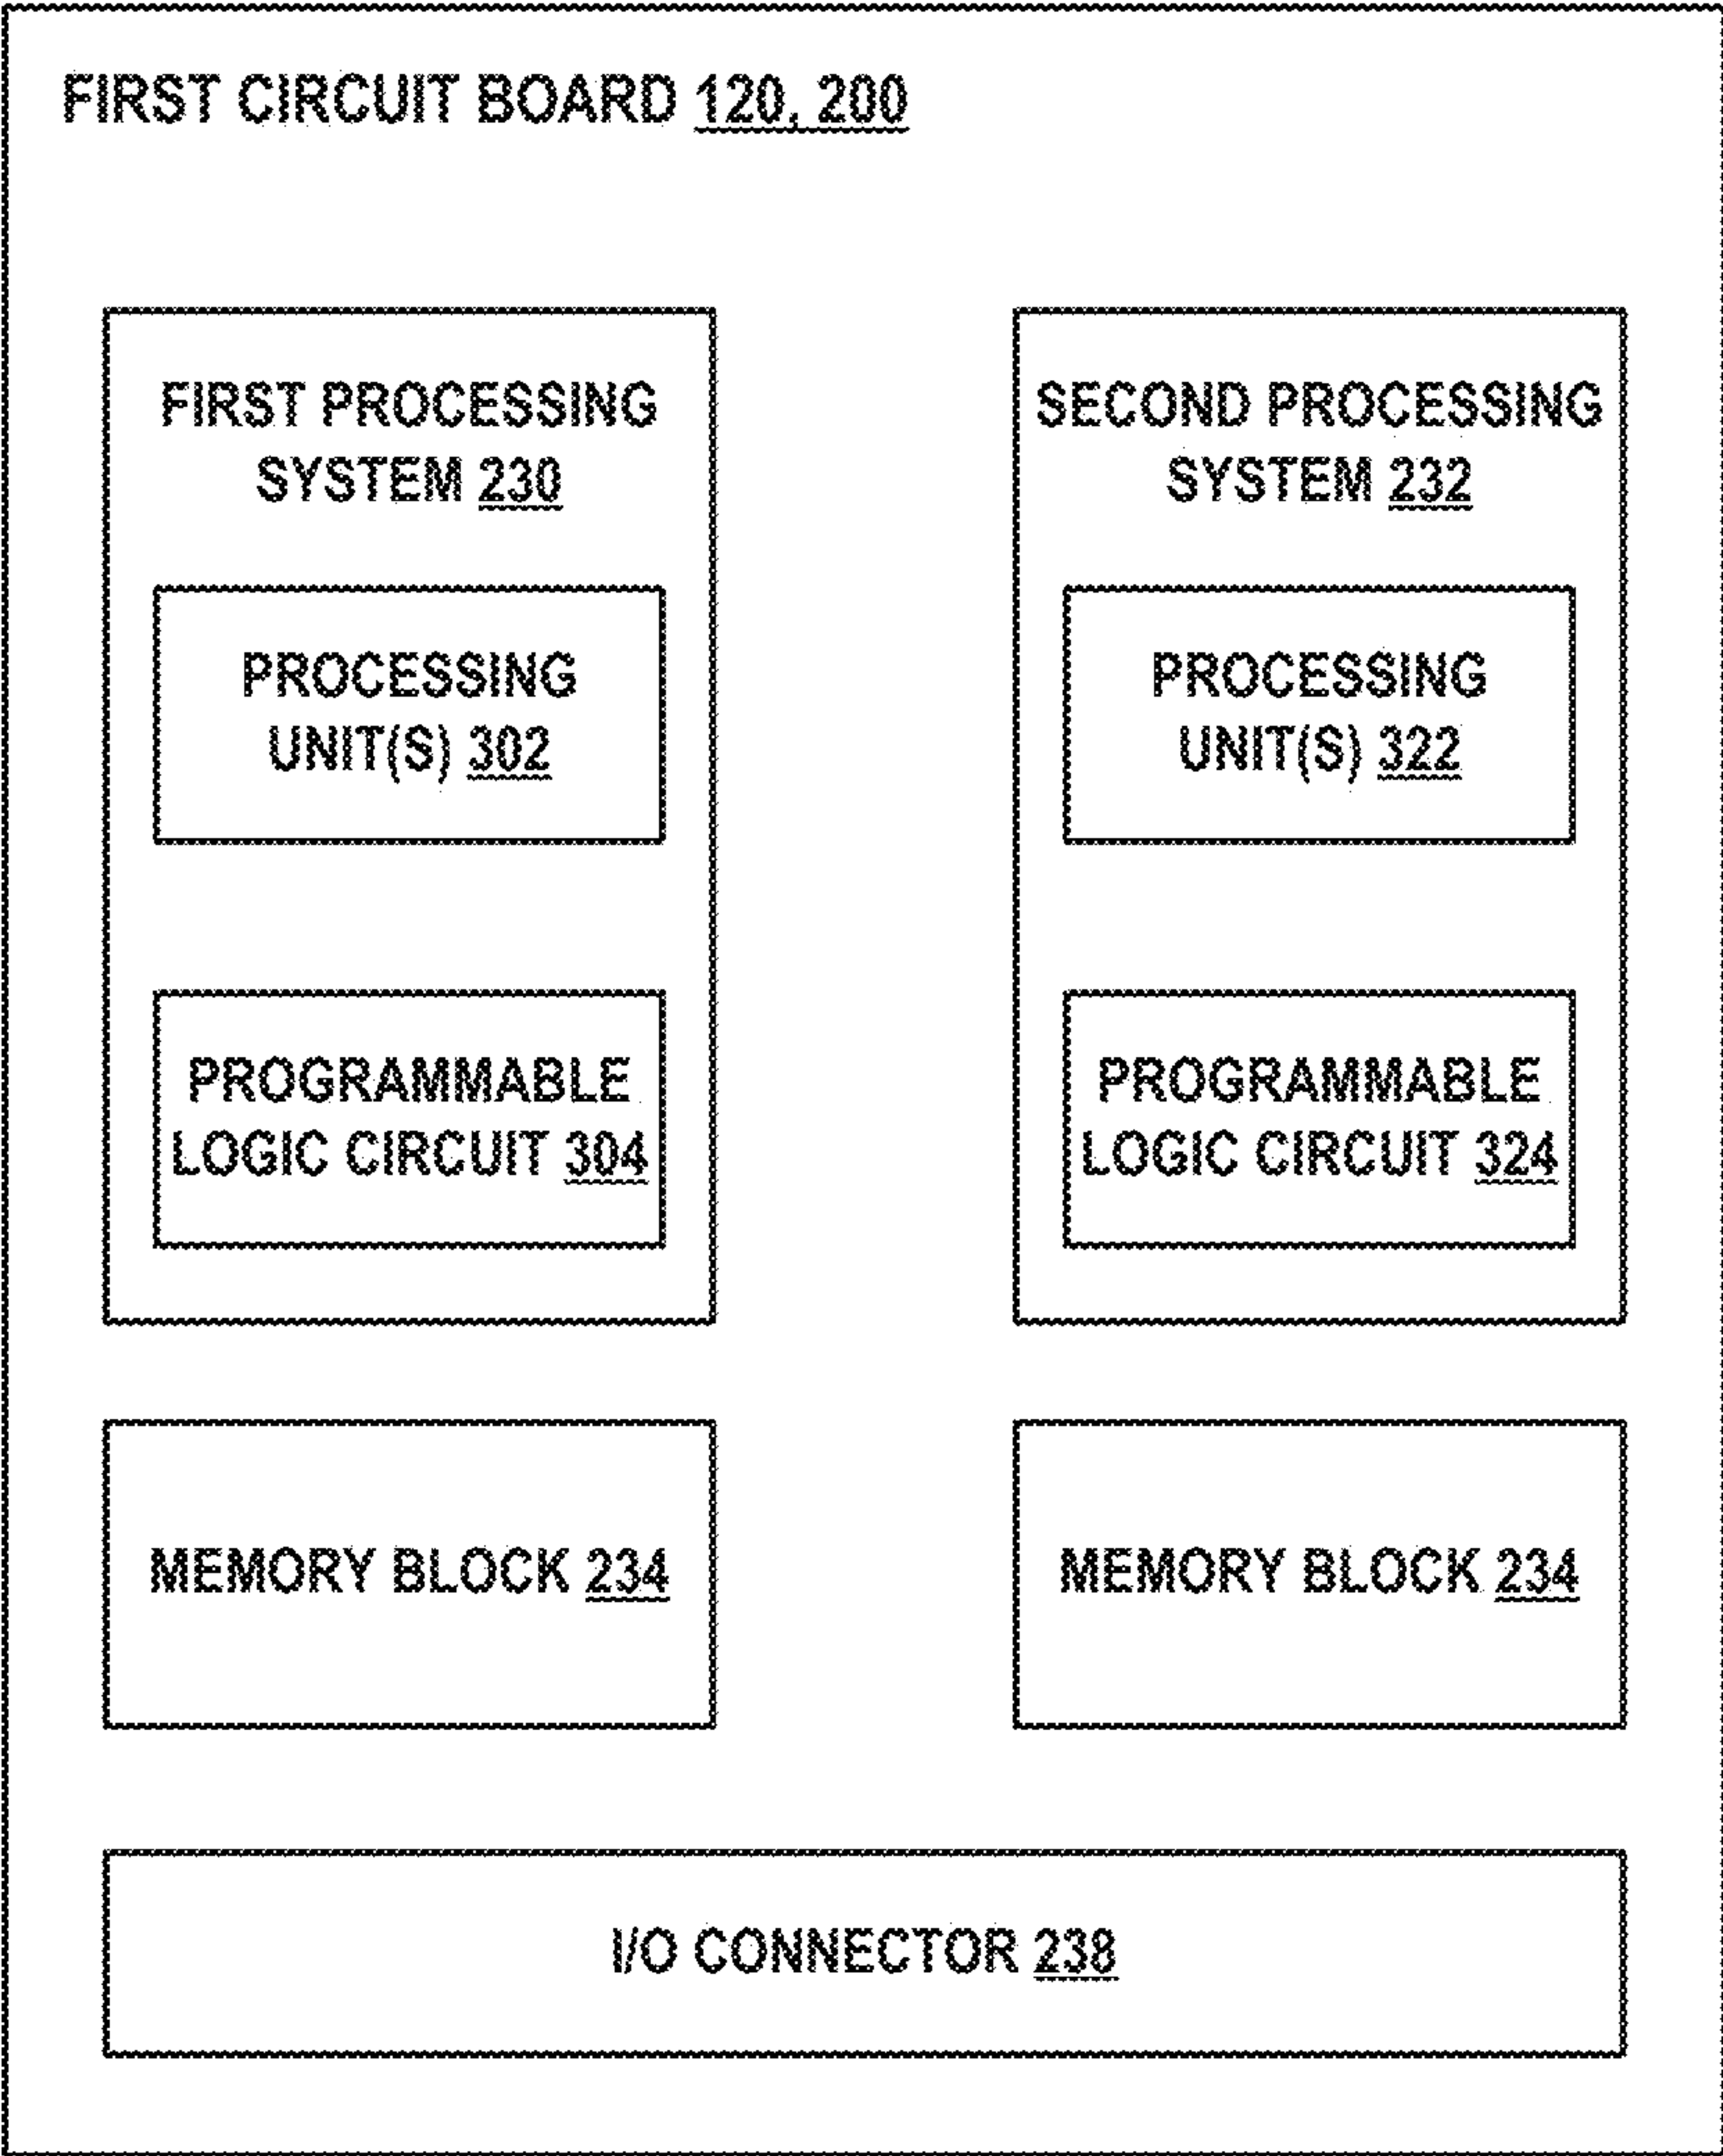 FIRST CIRCUIT BOARD 120, 200
FIRST PROCESSING
SYSTEM 230
PROCESSING
UNIT(S) 302
PROGRAMMABLE
LOGIC CIRCUIT 304
SECOND PROCESSING
SYSTEM 232
PROCESSING
UNIT(S) 322
PROGRAMMABLE
LOGIC CIRCUIT 324
MEMORY BLOCK 234
MEMORY BLOCK 234
I/O CONNECTOR 238